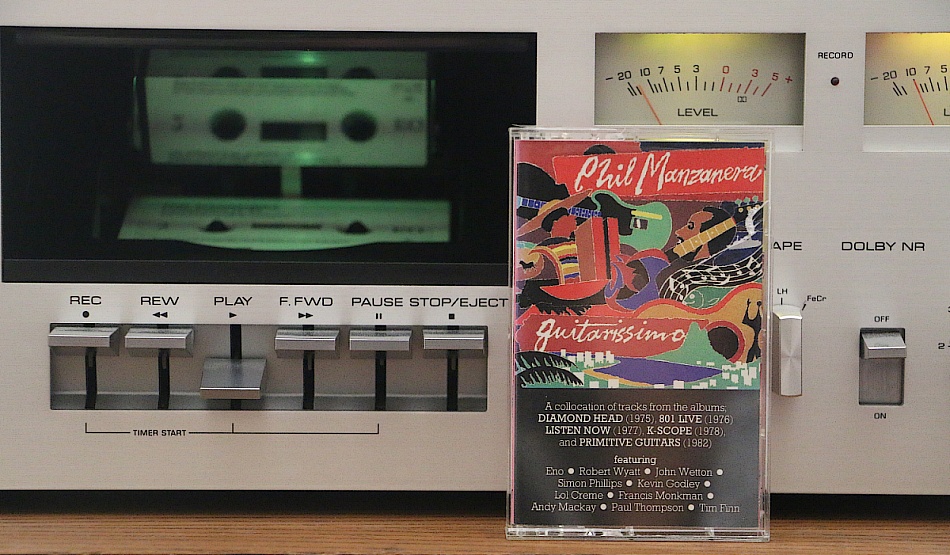 RECORD
- 20 10 7 5 3 0 3 5 +
LEVEL
- 20 10 7 5 3
Phil Manzanera
guitarissimo
APE
DOLBY NR
REC
REW
PLAY
F. FWD
PAUSE
STOP/EJECT
LH
FeCr
OFF
ON
2-
TIMER START
A collocation of tracks from the albums;
DIAMOND HEAD (1975), 801 LIVE (1976)
LISTEN NOW (1977), K-SCOPE (1978),
and PRIMITIVE GUITARS (1982)
featuring
Eno ● Robert Wyatt ● John Wetton ●
Simon Phillips ● Kevin Godley ●
Lol Creme ● Francis Monkman ●
Andy Mackay ● Paul Thompson ● Tim Finn